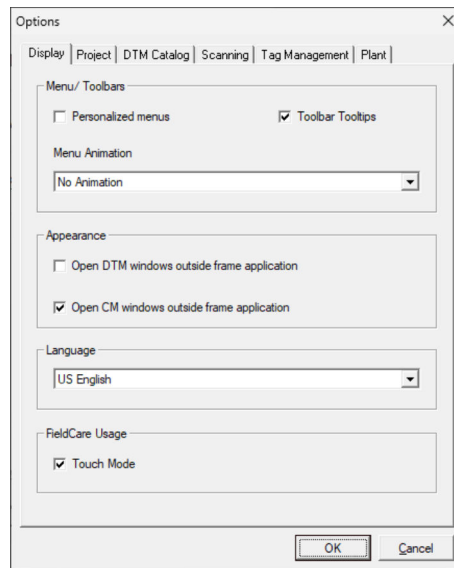 Options
Display
Project
DTM Catalog
Scanning
Tag Management
Plant
Menu/ Toolbars
Personalized menus
Toolbar Tooltips
Menu Animation
No Animation
Appearance
Open DTM windows outside frame application
Open CM windows outside frame application
Language
US English
FieldCare Usage
Touch Mode
OK
Cancel